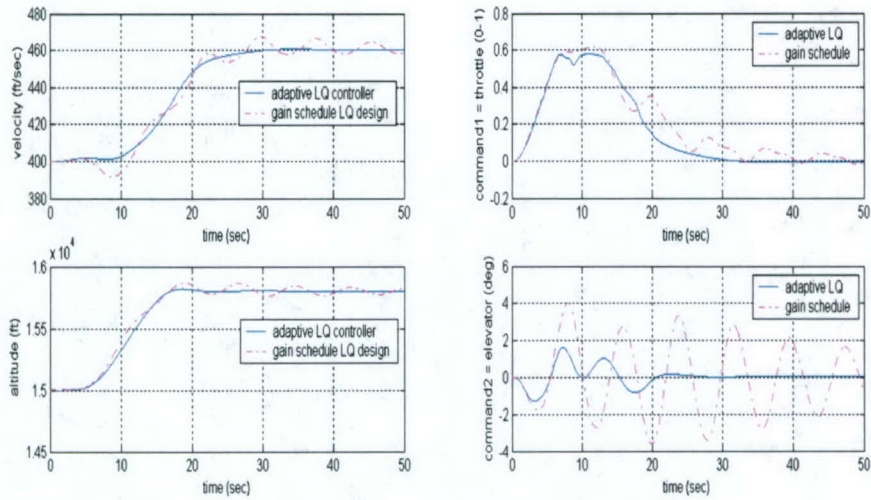 480
460
440
420
400
380
velocity (ft/sec)
adaptive LQ controller
gain schedule LQ design
0 10 20 30 40 50
time (sec)
0.8
0.6
0.4
0.2
0
-0.2
command1 = throttle (0-1)
adaptive LQ
gain schedule
0 10 20 30 40 50
time (sec)
x 10⁴
1.6
1.55
1.5
1.45
altitude (ft)
adaptive LQ controller
gain schedule LQ design
0 10 20 30 40 50
time (sec)
6
4
2
0
-2
-4
command2 = elevator (deg)
adaptive LQ
gain schedule
0 10 20 30 40 50
time (sec)